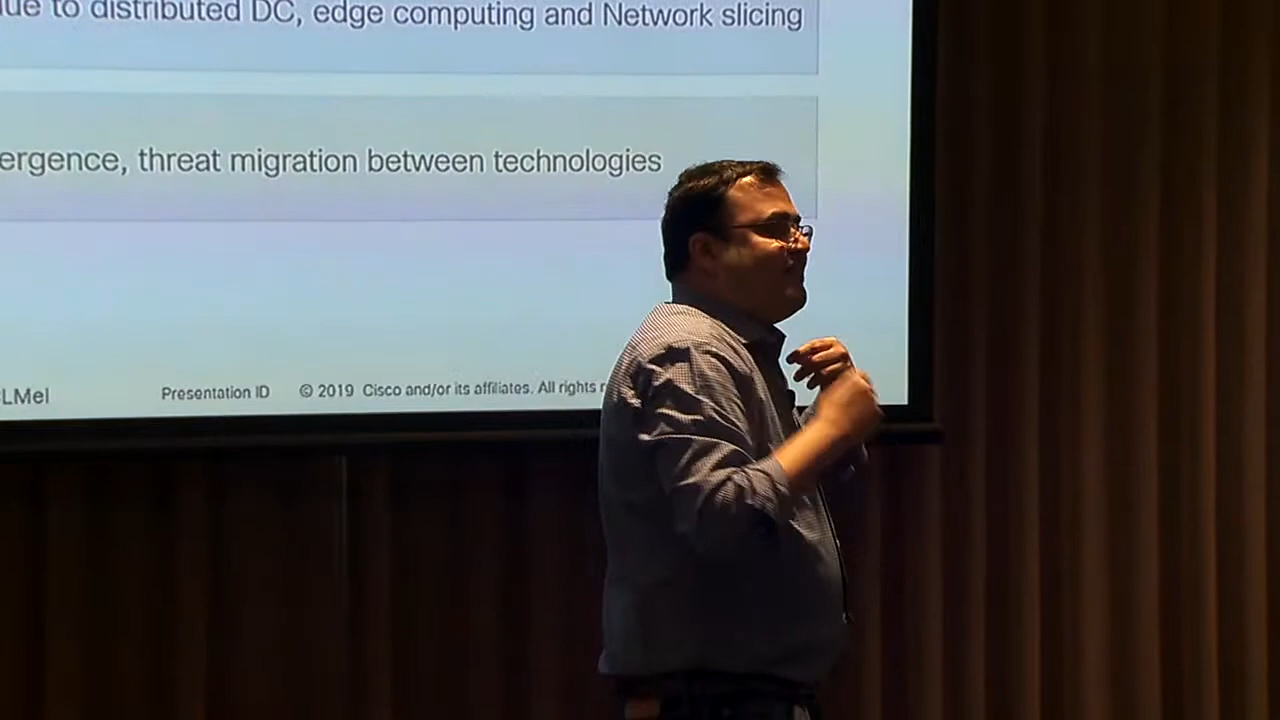 due to distributed DC, edge computing and Network slicing
ergence, threat migration between technologies
LMel Presentation ID © 2019 Cisco and/or its affiliates. All rights